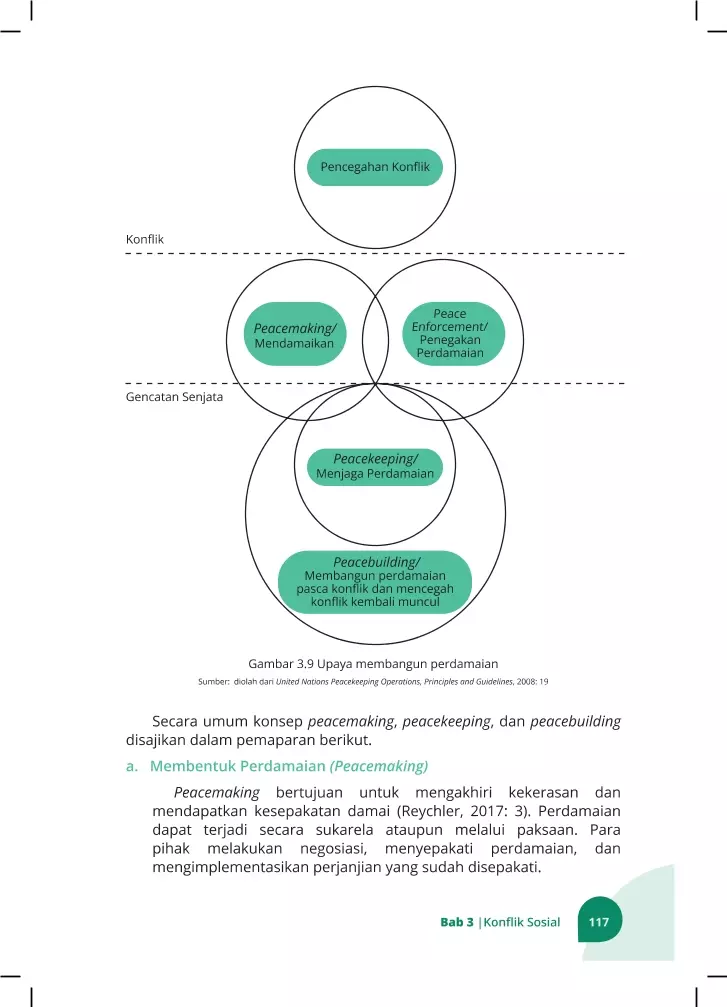 Pencegahan Konflik
Konflik
Peacemaking/
Mendamaikan
Peace
Enforcement/
Penegakan
Perdamaian
Gencatan Senjata
Peacekeeping/
Menjaga Perdamaian
Peacebuilding/
Membangun perdamaian
pasca konflik dan mencegah
konflik kembali muncul
Gambar 3.9 Upaya membangun perdamaian
Sumber: diolah dari United Nations Peacekeeping Operations, Principles and Guidelines, 2008: 19
Secara umum konsep peacemaking, peacekeeping, dan peacebuilding
disajikan dalam pemaparan berikut.
a. Membentuk Perdamaian (Peacemaking)
Peacemaking bertujuan untuk mengakhiri kekerasan dan
mendapatkan kesepakatan damai (Reychler, 2017: 3). Perdamaian
dapat terjadi secara sukarela ataupun melalui paksaan. Para
pihak melakukan negosiasi, menyepakati perdamaian, dan
mengimplementasikan perjanjian yang sudah disepakati.
Bab 3 |Konflik Sosial 117